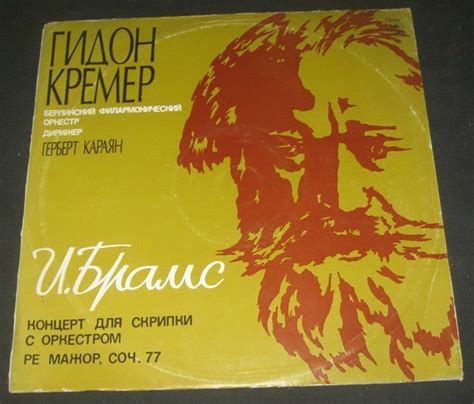 ГИДОН
КРЕМЕР
БЕРЛИНСКИЙ ФИЛАРМОНИЧЕСКИЙ
ОРКЕСТР
ДИРИЖЕР
ГЕРБЕРТ КАРАЯН
И. Брамс
КОНЦЕРТ ДЛЯ СКРИПКИ
С ОРКЕСТРОМ
РЕ МАЖОР, СОЧ. 77